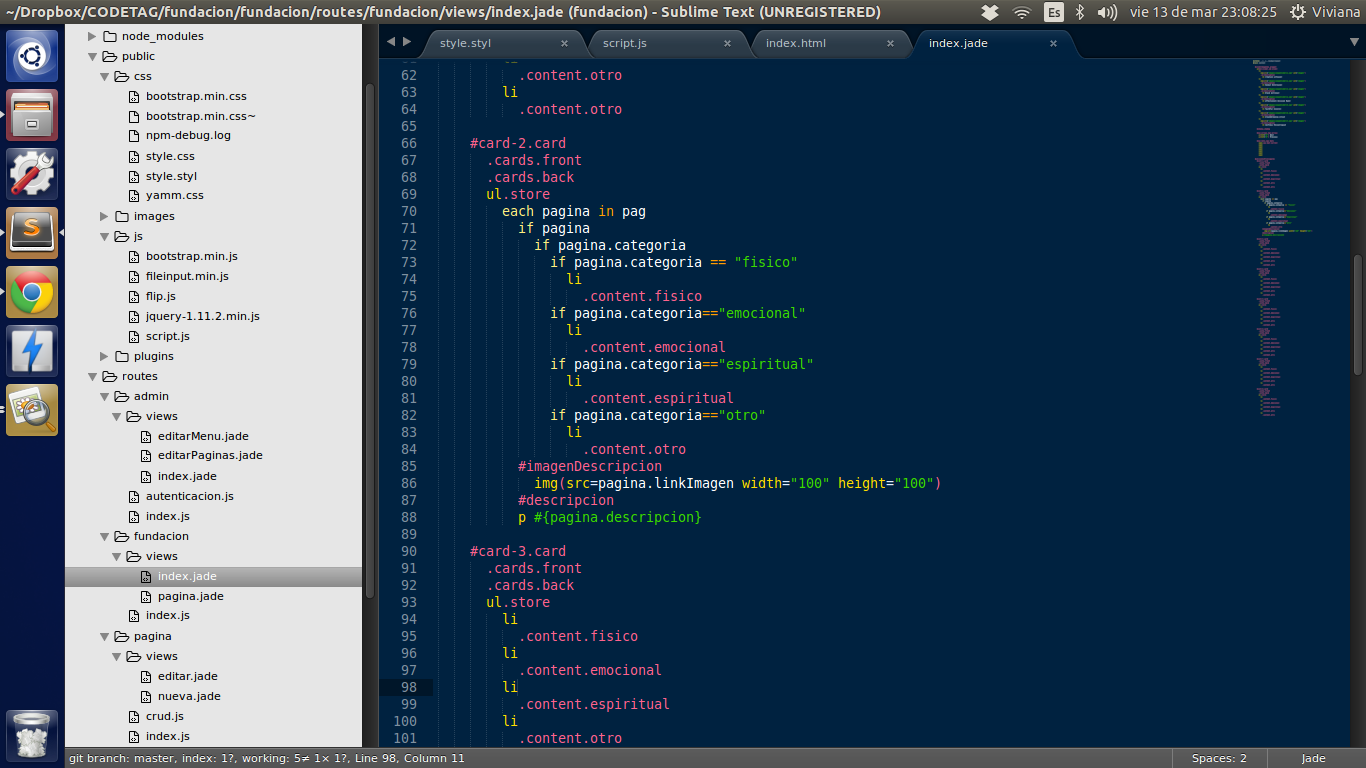 ~/Dropbox/CODETAG/fundacion/fundacion/routes/fundacion/views/index.jade (fundacion) - Sublime Text (UNREGISTERED)
Es
vie 13 de mar 23:08:25
Viviana
node_modules
public
css
bootstrap.min.css
bootstrap.min.css~
npm-debug.log
style.css
style.styl
yamm.css
images
js
bootstrap.min.js
fileinput.min.js
flip.js
jquery-1.11.2.min.js
script.js
plugins
routes
admin
views
editarMenu.jade
editarPaginas.jade
index.jade
autenticacion.js
index.js
fundacion
views
index.jade
pagina.jade
index.js
pagina
views
editar.jade
nueva.jade
crud.js
index.js
style.styl
script.js
index.html
index.jade
62 .content.otro
63 li
64 .content.otro
65
66 #card-2.card
67 .cards.front
68 .cards.back
69 ul.store
70 each pagina in pag
71 if pagina
72 if pagina.categoria
73 if pagina.categoria == "fisico"
74 li
75 .content.fisico
76 if pagina.categoria=="emocional"
77 li
78 .content.emocional
79 if pagina.categoria=="espiritual"
80 li
81 .content.espiritual
82 if pagina.categoria=="otro"
83 li
84 .content.otro
85 #imagenDescripcion
86 img(src=pagina.linkImagen width="100" height="100")
87 #descripcion
88 p #{pagina.descripcion}
89
90 #card-3.card
91 .cards.front
92 .cards.back
93 ul.store
94 li
95 .content.fisico
96 li
97 .content.emocional
98 li
99 .content.espiritual
100 li
101 .content.otro
git branch: master, index: 1?, working: 5≠ 1× 1?, Line 98, Column 11
Spaces: 2
Jade